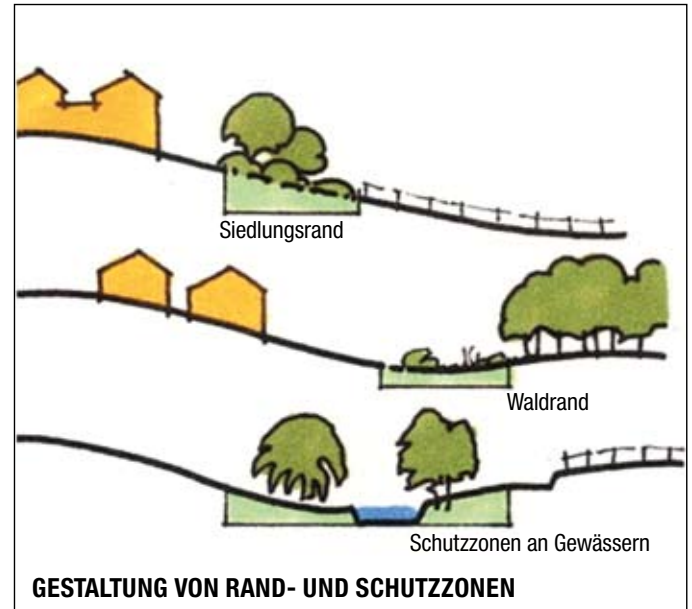 Siedlungsrand
Waldrand
Schutzzonen an Gewässern
GESTALTUNG VON RAND- UND SCHUTZZONEN